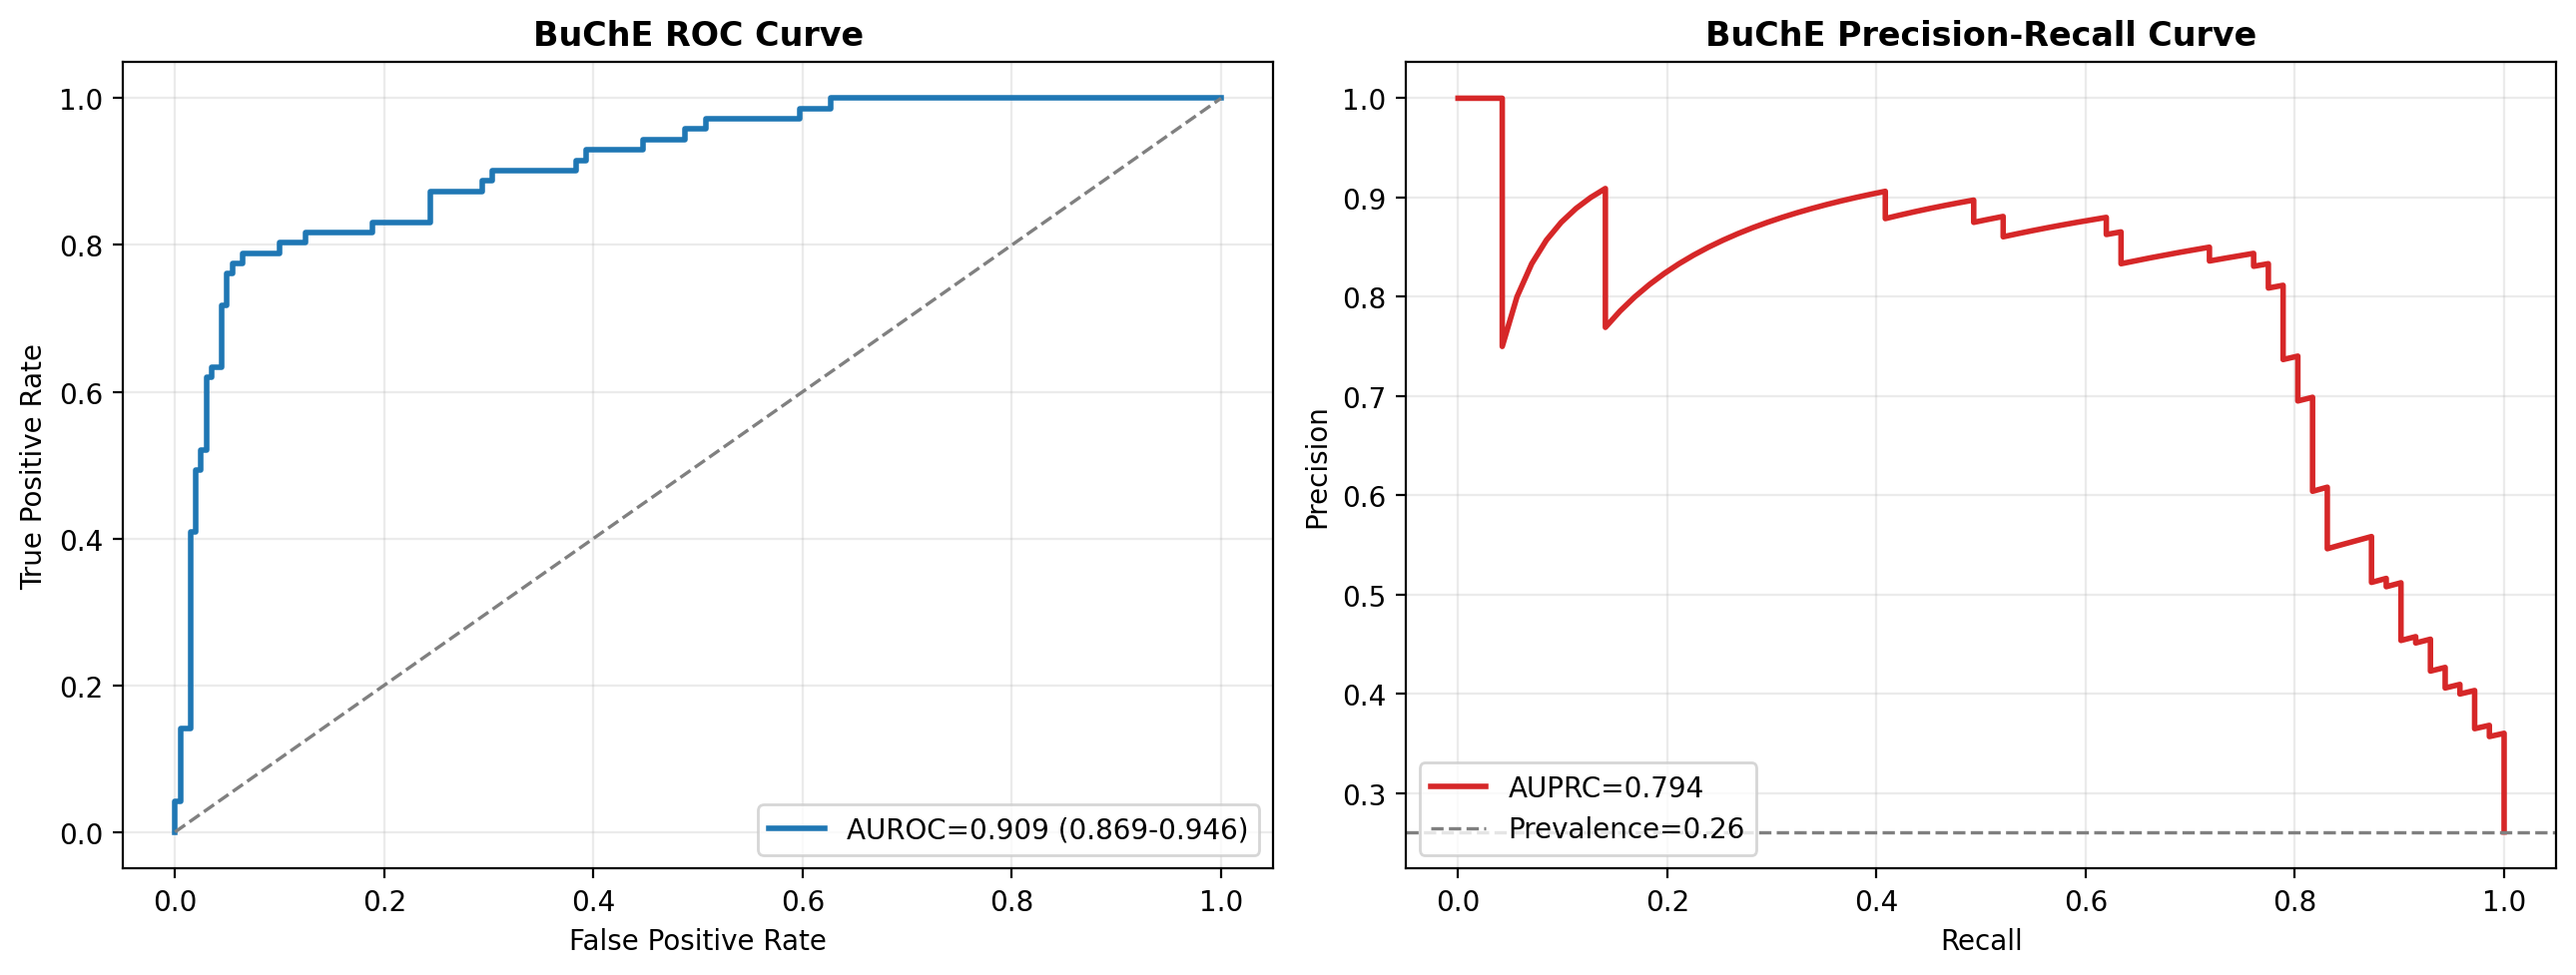 BuChE ROC Curve
True Positive Rate
1.0
0.8
0.6
0.4
0.2
0.0
AUROC=0.909 (0.869-0.946)
0.0 0.2 0.4 0.6 0.8 1.0
False Positive Rate
BuChE Precision-Recall Curve
Precision
1.0
0.9
0.8
0.7
0.6
0.5
0.4
0.3
AUPRC=0.794
Prevalence=0.26
0.0 0.2 0.4 0.6 0.8 1.0
Recall